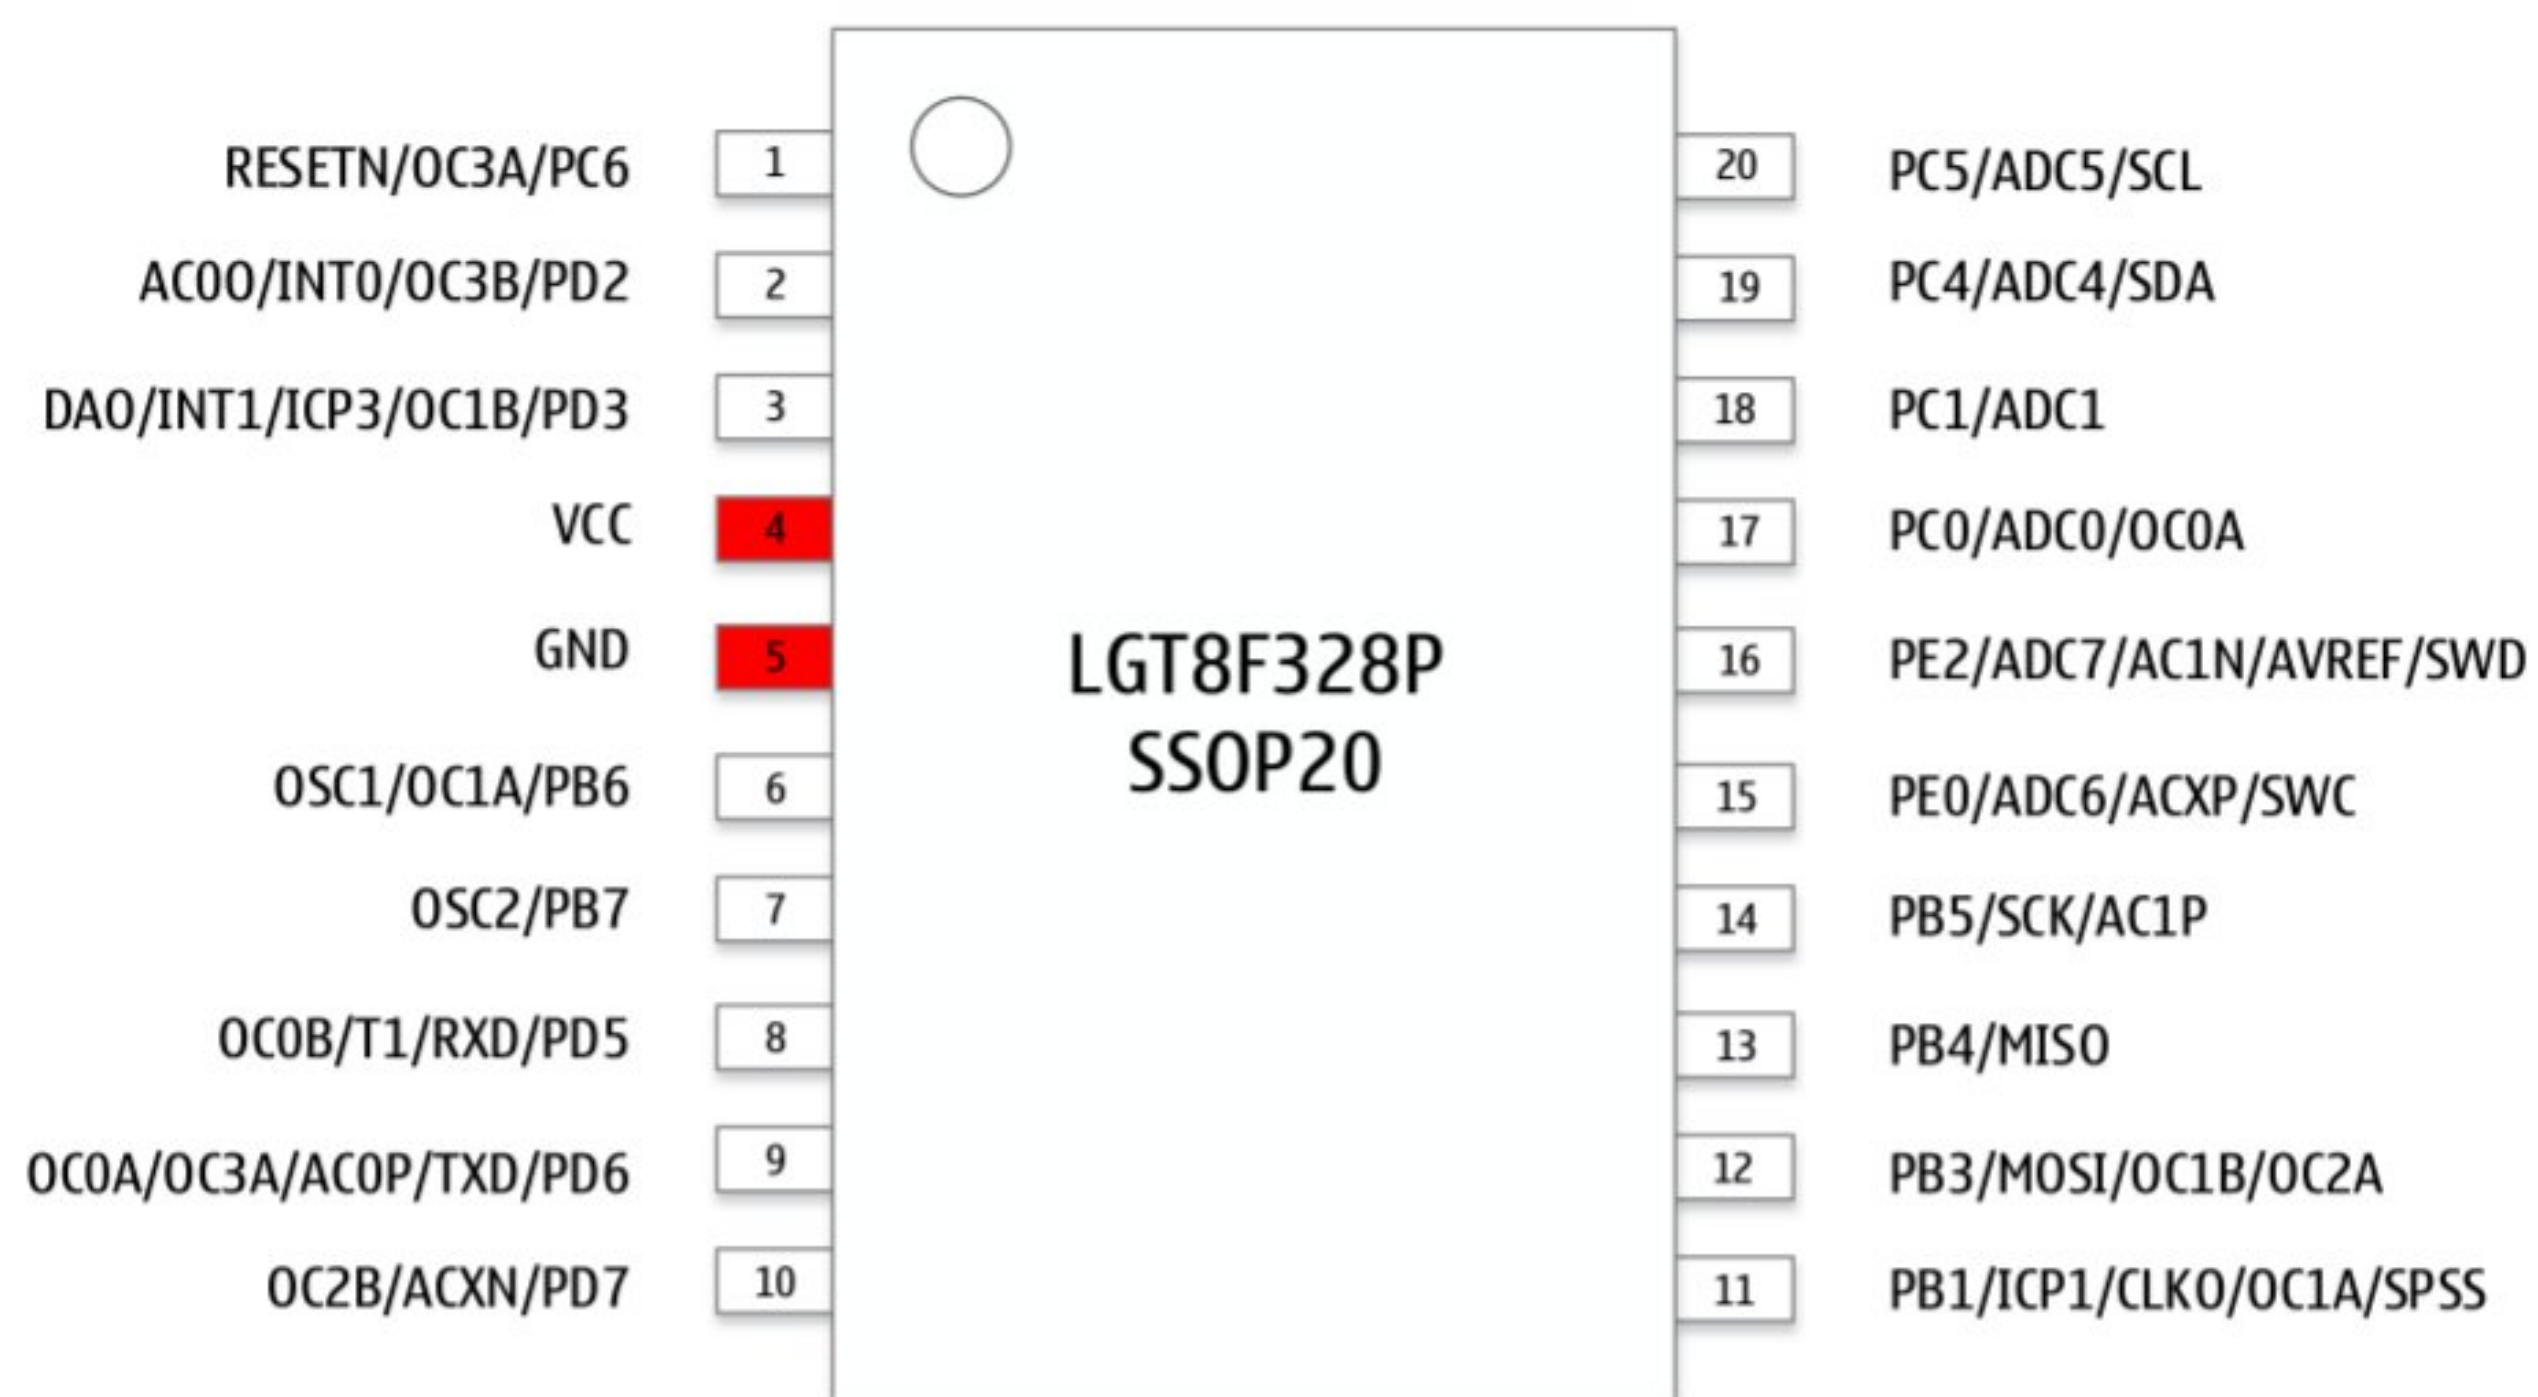 RESETN/OC3A/PC6 1
AC0O/INT0/OC3B/PD2 2
DAO/INT1/ICP3/OC1B/PD3 3
VCC 4
GND 5
OSC1/OC1A/PB6 6
OSC2/PB7 7
OC0B/T1/RXD/PD5 8
OC0A/OC3A/AC0P/TXD/PD6 9
OC2B/ACXN/PD7 10
LGT8F328P
SSOP20
20 PC5/ADC5/SCL
19 PC4/ADC4/SDA
18 PC1/ADC1
17 PC0/ADC0/OC0A
16 PE2/ADC7/AC1N/AVREF/SWD
15 PE0/ADC6/ACXP/SWC
14 PB5/SCK/AC1P
13 PB4/MISO
12 PB3/MOSI/OC1B/OC2A
11 PB1/ICP1/CLKO/OC1A/SPSS